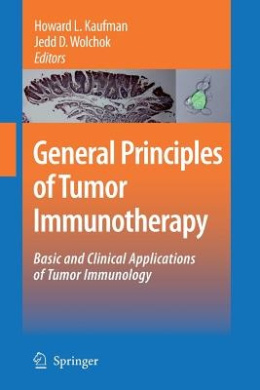 Howard L. Kaufman
Jedd D. Wolchok
Editors
General Principles
of Tumor
Immunotherapy
Basic and Clinical Applications
of Tumor Immunology
Springer